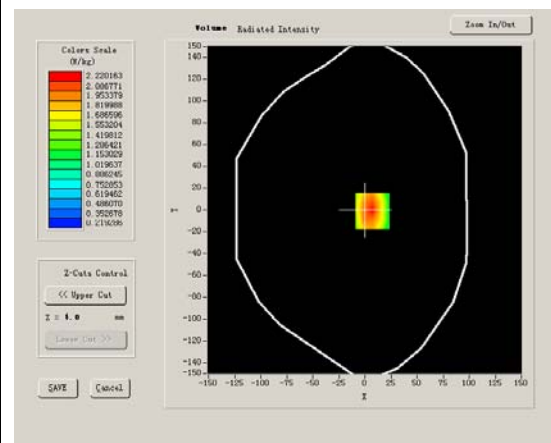 Volume Radiated Intensity
Zoom In/Out
Colors Scale
(W/kg)
2.220163
2.086771
1.953379
1.819988
1.686596
1.553204
1.419812
1.286421
1.153029
1.019637
0.886245
0.752853
0.619462
0.486070
0.352678
0.219286
Z-Cuts Control
<< Upper Cut
Z = 4.0 mm
Lower Cut >>
SAVE
Cancel
150
140
120
100
80
60
40
20
0
-20
-40
-60
-80
-100
-120
-140
-150
Y
-150 -125 -100 -75 -50 -25 0 25 50 75 100 125 150
X